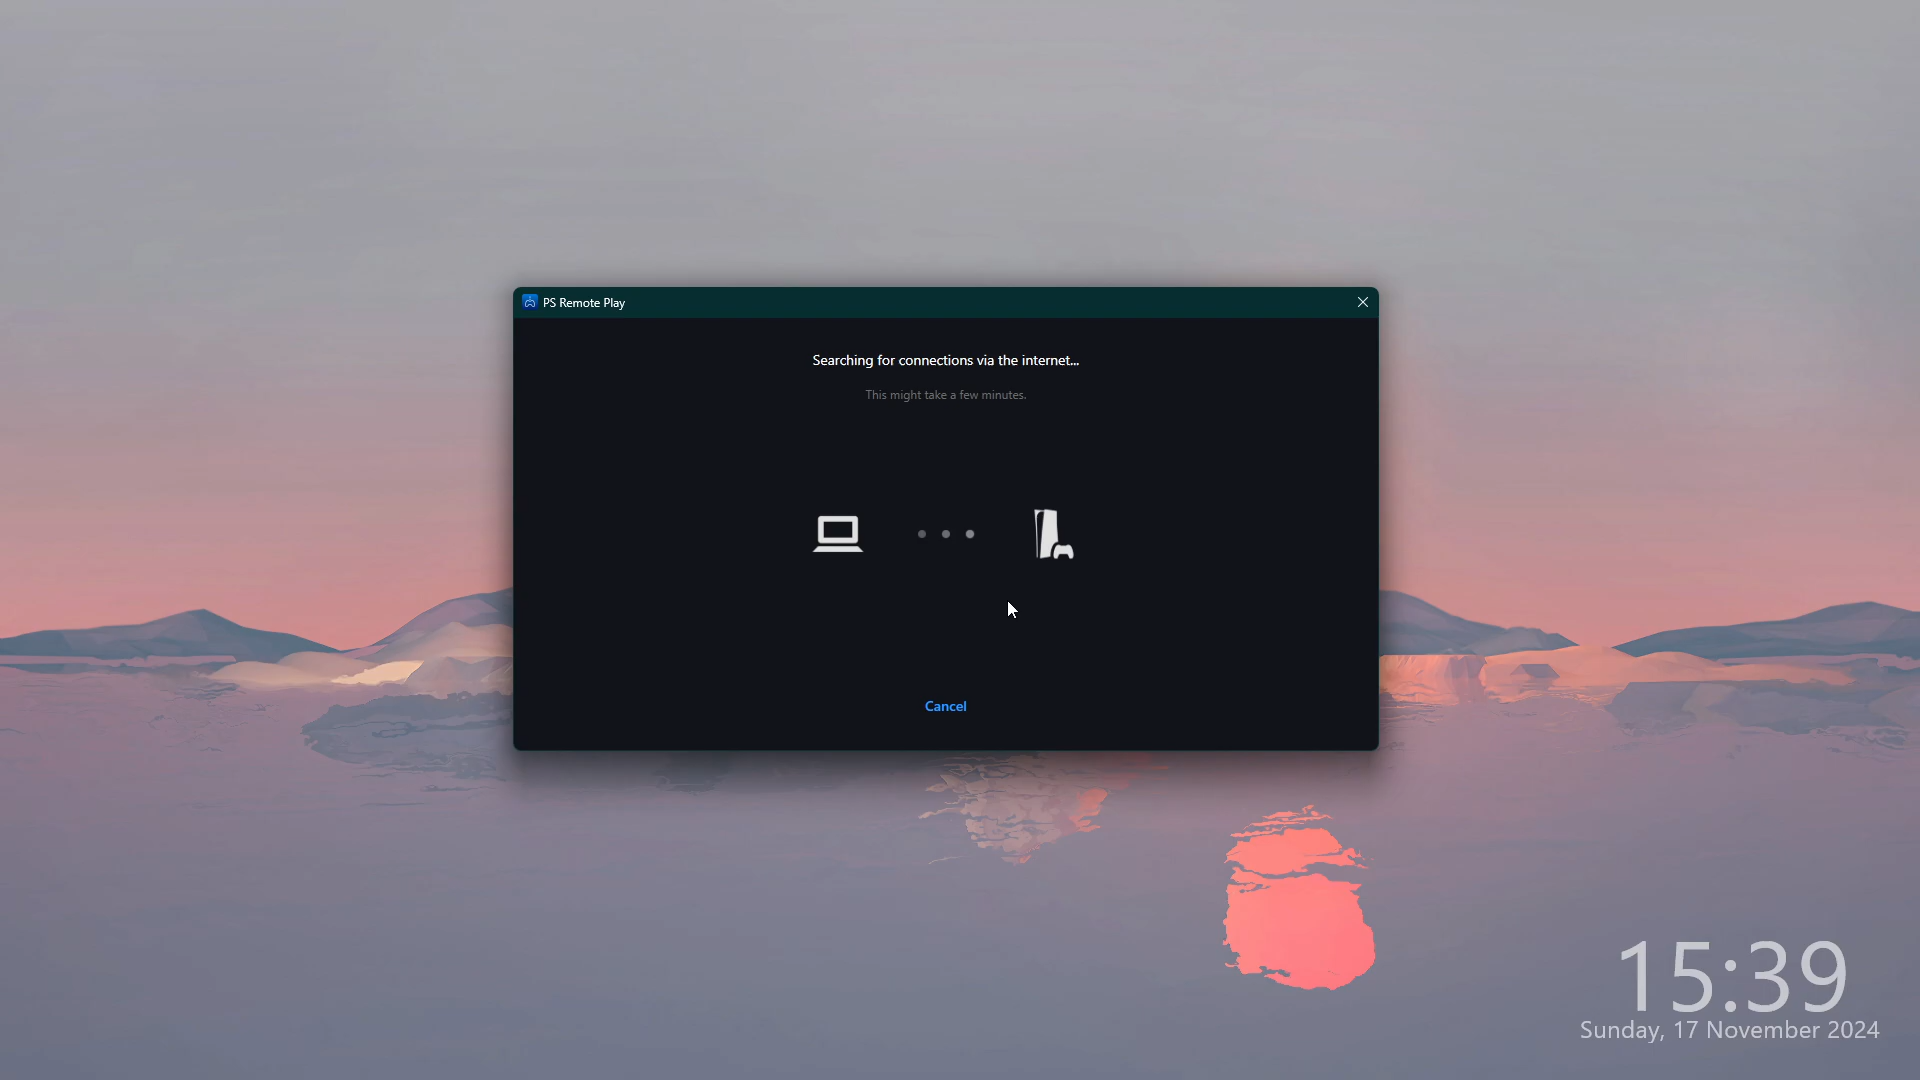 PS Remote Play
Searching for connections via the internet...
This might take a few minutes.
Cancel
15:39
Sunday, 17 November 2024